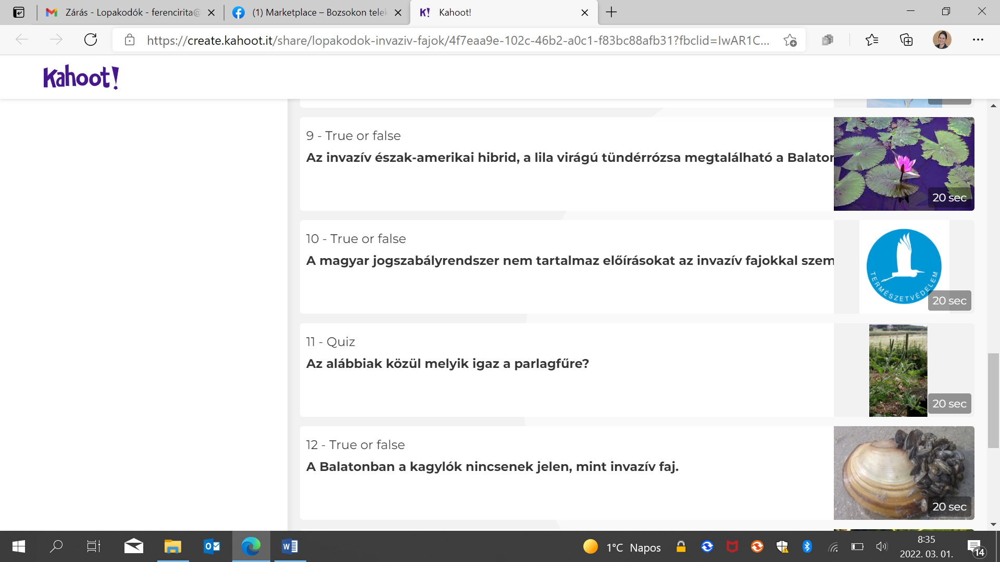 Zárás - Lopakodók - ferencirita@
(1) Marketplace – Bozsokon telek
Kahoot!
https://create.kahoot.it/share/lopakodok-invaziv-fajok/4f7eaa9e-102c-46b2-a0c1-f83bc88afb31?fbclid=IwAR1C...
Kahoot!
9 - True or false
Az invazív észak-amerikai hibrid, a lila virágú tündérrózsa megtalálható a Balaton
20 sec
10 - True or false
A magyar jogszabályrendszer nem tartalmaz előírásokat az invazív fajokkal szem
TERMÉSZETVÉDELEM
20 sec
11 - Quiz
Az alábbiak közül melyik igaz a parlagfűre?
20 sec
12 - True or false
A Balatonban a kagylók nincsenek jelen, mint invazív faj.
20 sec
1°C Napos
8:35
2022. 03. 01.
14